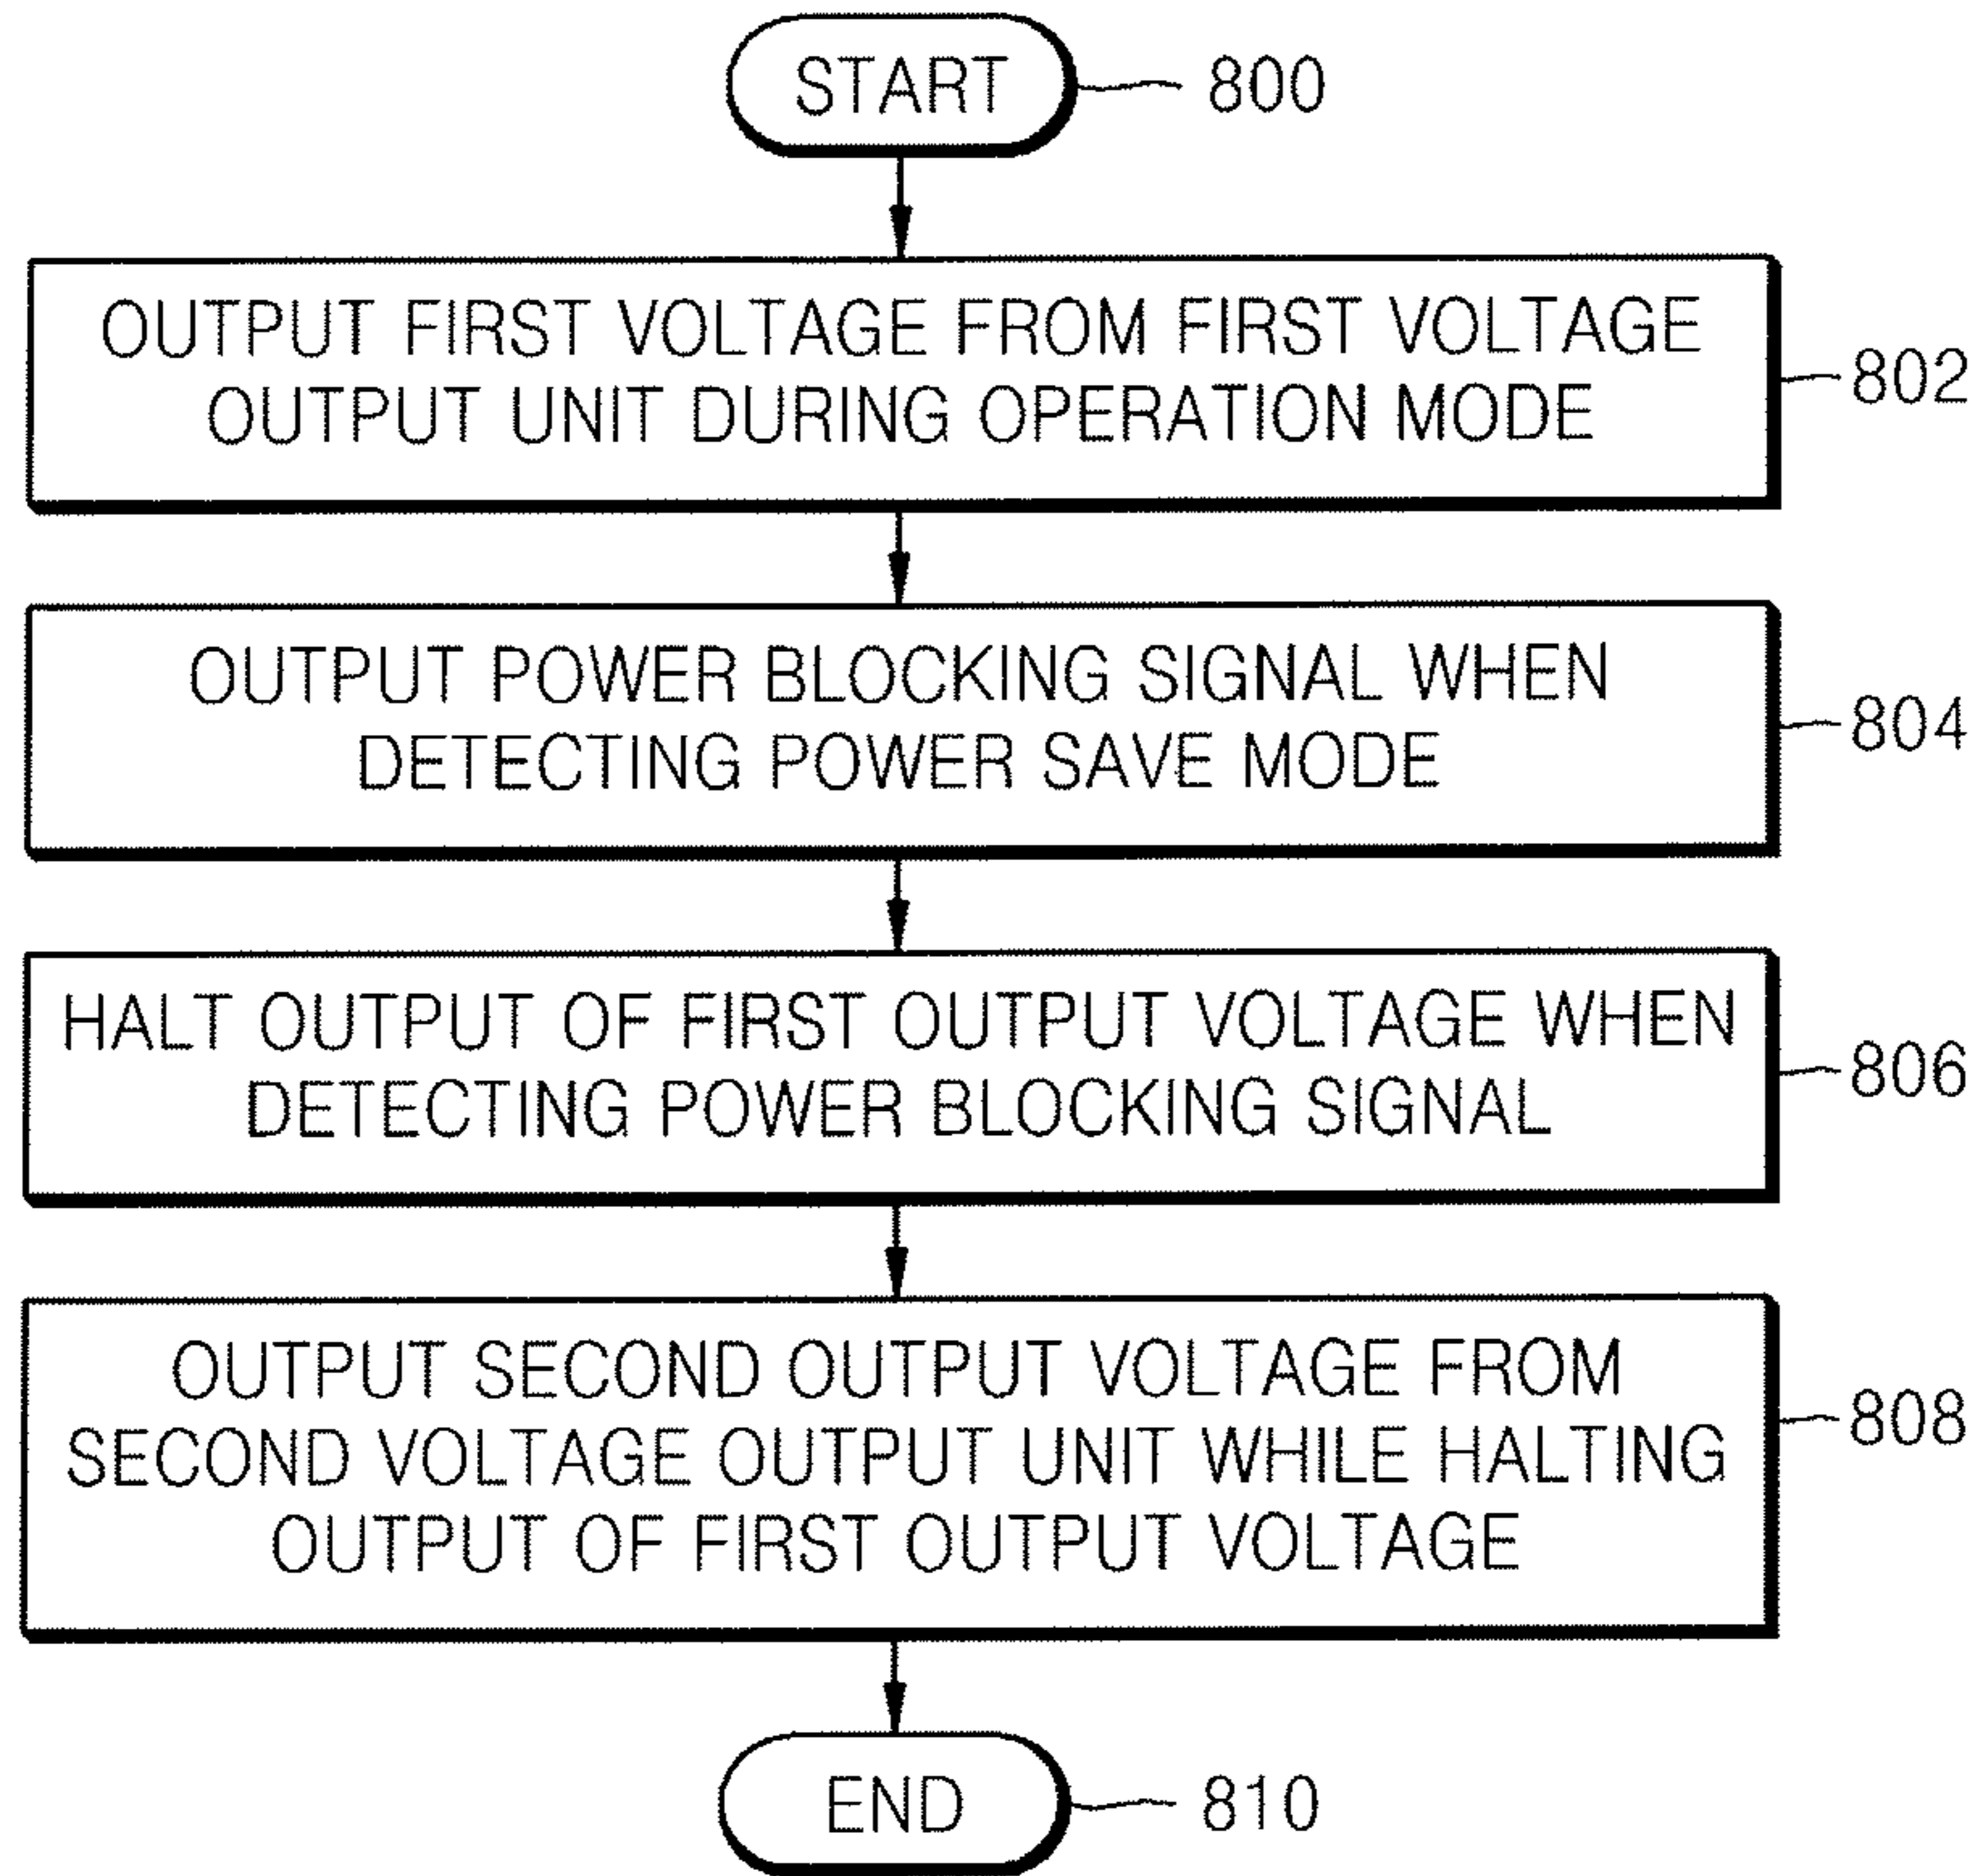 START
800
OUTPUT FIRST VOLTAGE FROM FIRST VOLTAGE
OUTPUT UNIT DURING OPERATION MODE
802
OUTPUT POWER BLOCKING SIGNAL WHEN
DETECTING POWER SAVE MODE
804
HALT OUTPUT OF FIRST OUTPUT VOLTAGE WHEN
DETECTING POWER BLOCKING SIGNAL
806
OUTPUT SECOND OUTPUT VOLTAGE FROM
SECOND VOLTAGE OUTPUT UNIT WHILE HALTING
OUTPUT OF FIRST OUTPUT VOLTAGE
808
END
810